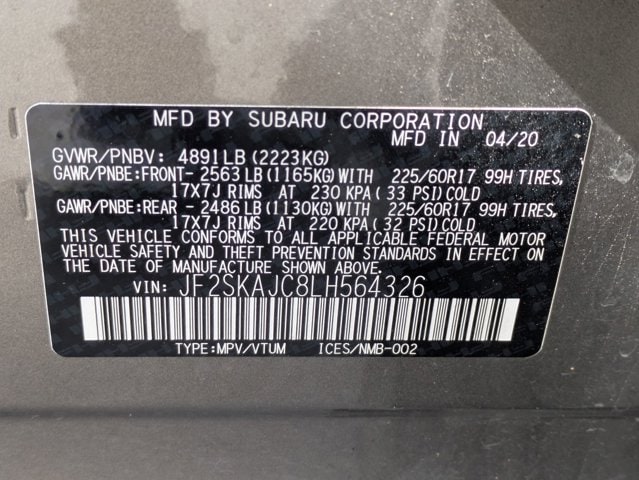 MFD BY SUBARU CORPORATION
MFD IN 04/20
GVWR/PNBV: 4891LB(2223KG)
GAWR/PNBE:FRONT- 2563LB(1165KG)WITH 225/60R17 99H TIRES,
17X7J RIMS AT 230 KPA(33 PSI)COLD
GAWR/PNBE:REAR - 2486LB(1130KG)WITH 225/60R17 99H TIRES,
17X7J RIMS AT 220 KPA(32 PSI)COLD
THIS VEHICLE CONFORMS TO ALL APPLICABLE FEDERAL MOTOR
VEHICLE SAFETY AND THEFT PREVENTION STANDARDS IN EFFECT ON
THE DATE OF MANUFACTURE SHOWN ABOVE.
VIN: JF2SKAJC8LH564326
TYPE:MPV/VTUM ICES/NMB-002